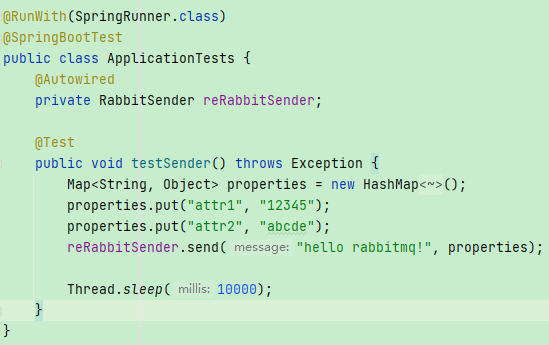 @RunWith(SpringRunner.class)
@SpringBootTest
public class ApplicationTests {
    @Autowired
    private RabbitSender reRabbitSender;

    @Test
    public void testSender() throws Exception {
        Map<String, Object> properties = new HashMap<~>();
        properties.put("attr1", "12345");
        properties.put("attr2", "abcde");
        reRabbitSender.send( message: "hello rabbitmq!", properties);

        Thread.sleep( millis: 10000);
    }
}